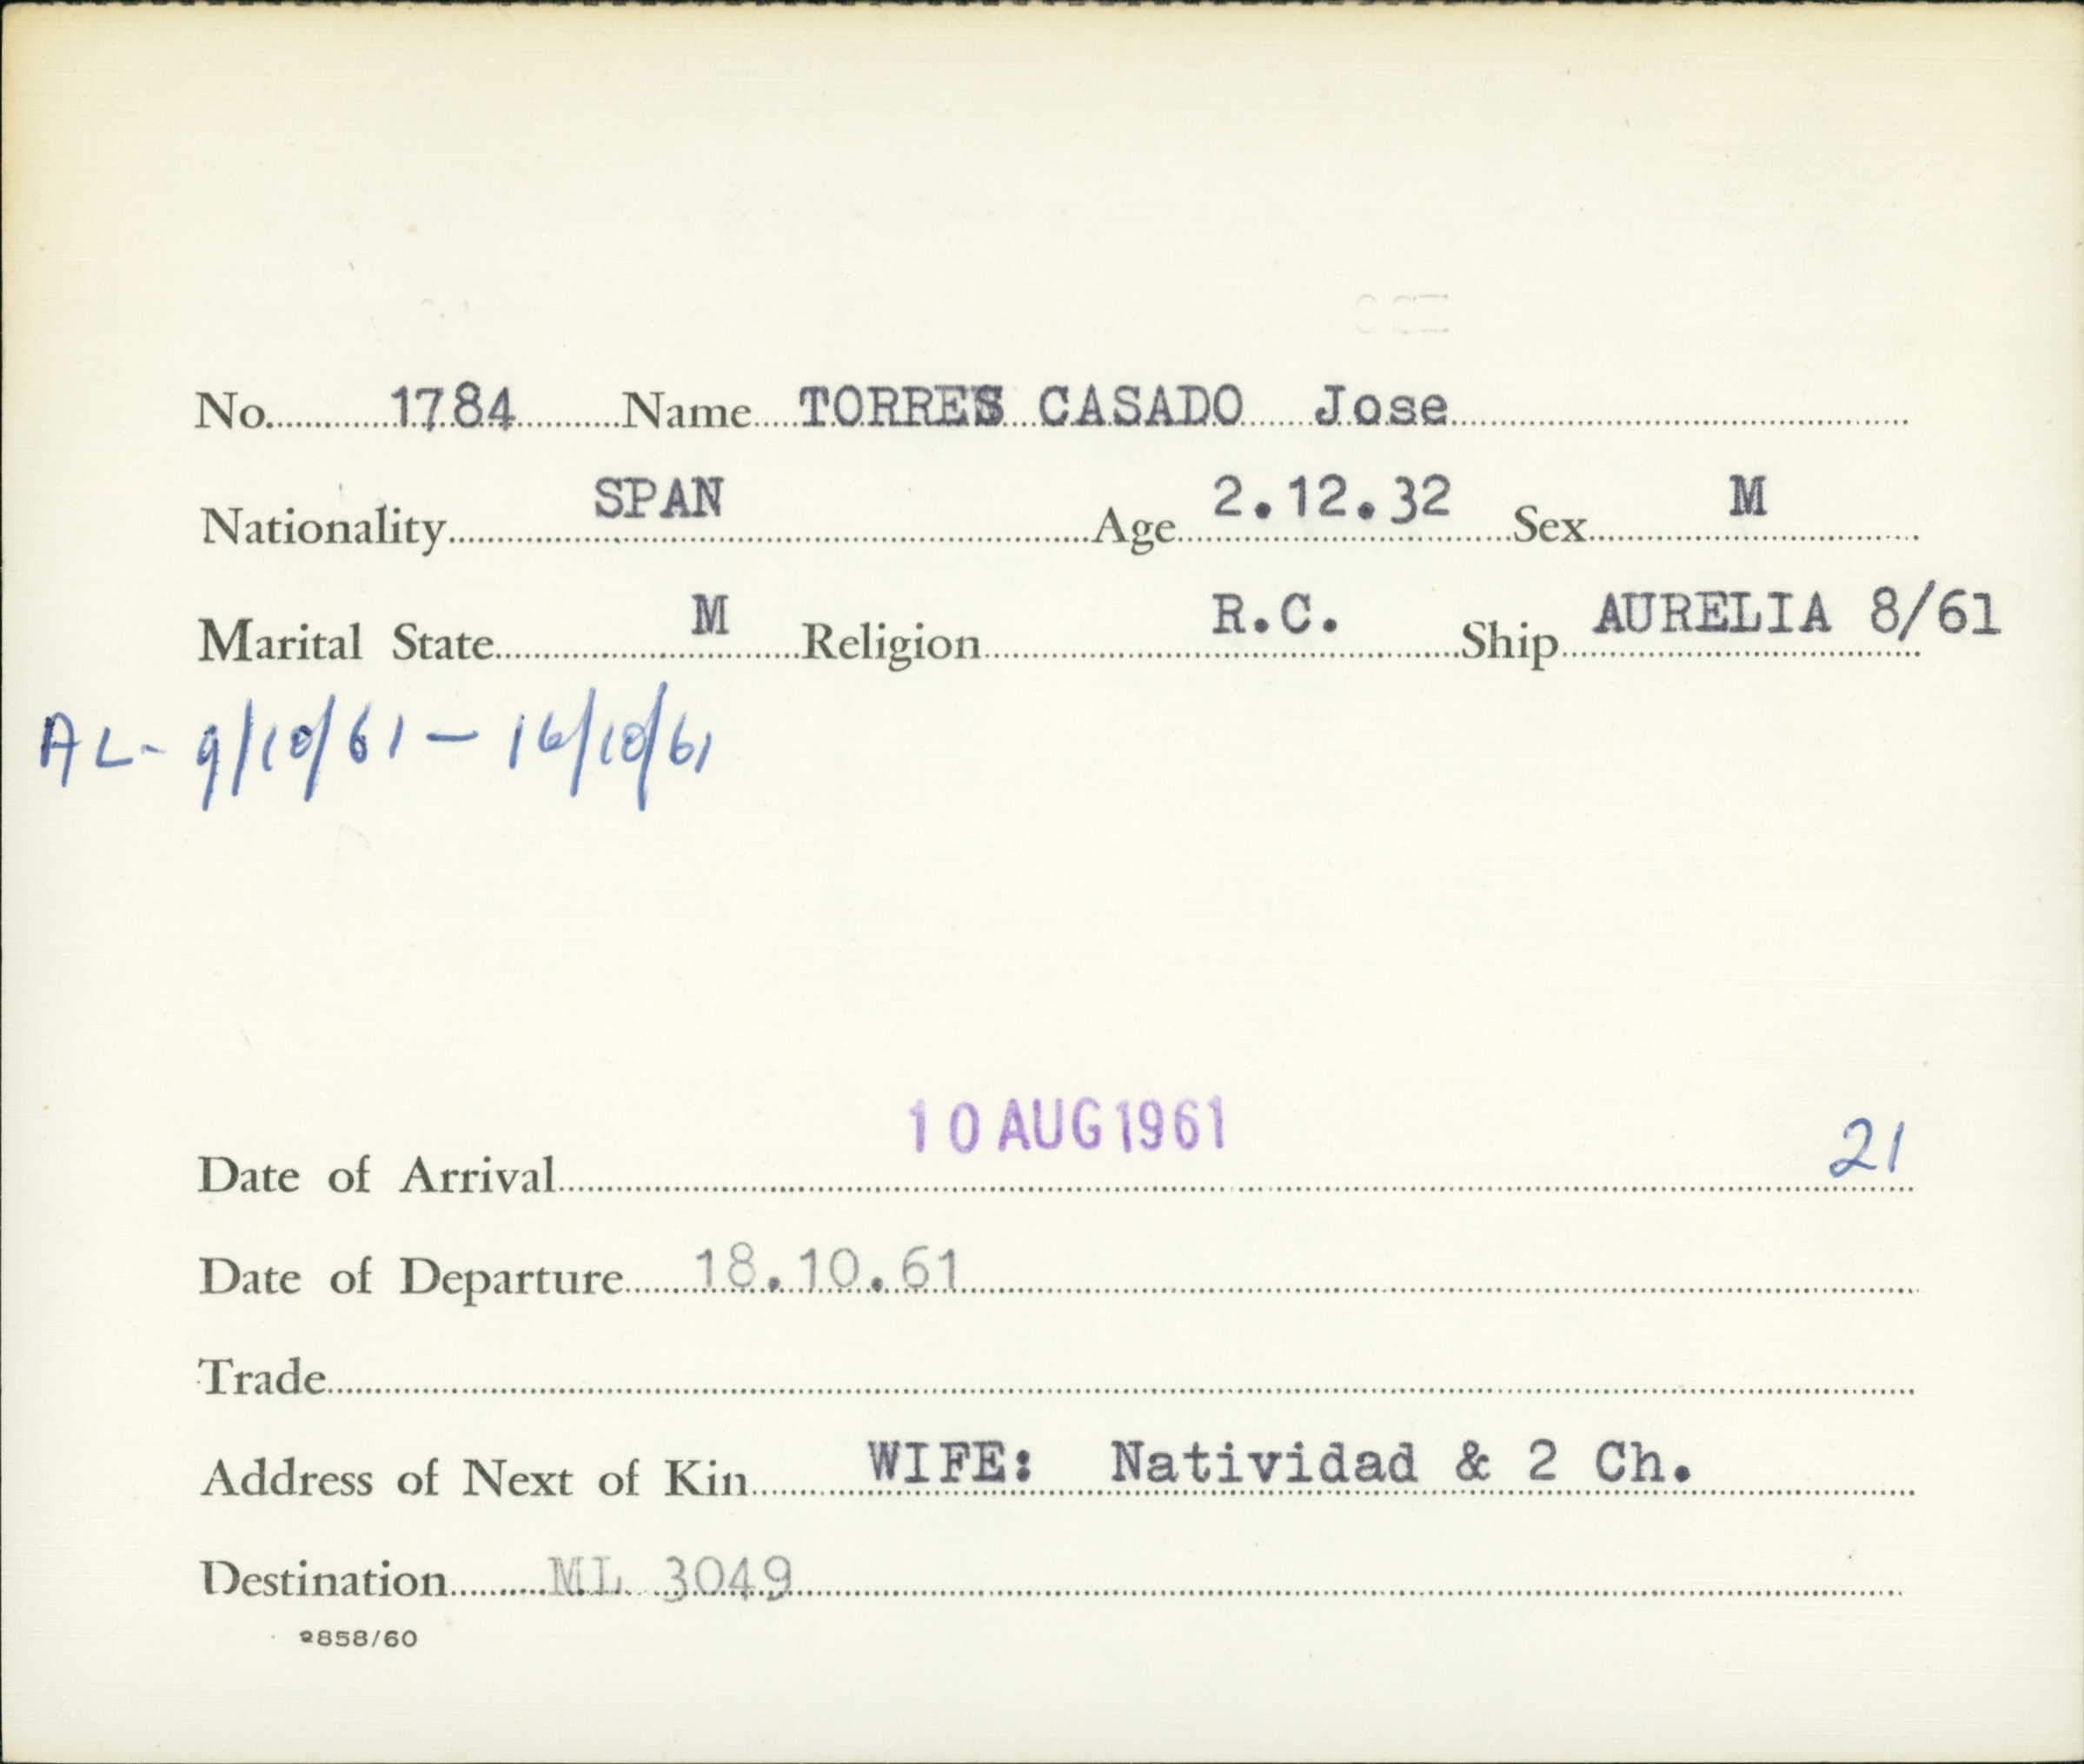 No. 1784 Name TORRES CASADO Jose
Nationality SPAN Age 2.12.32 Sex M
Marital State M Religion R.C. Ship AURELIA 8/61
AL- 9/10/61 – 16/10/61
Date of Arrival 10 AUG 1961 21
Date of Departure 18.10.61
Trade
Address of Next of Kin WIFE: Natividad & 2 Ch.
Destination ML 3049
2858/60